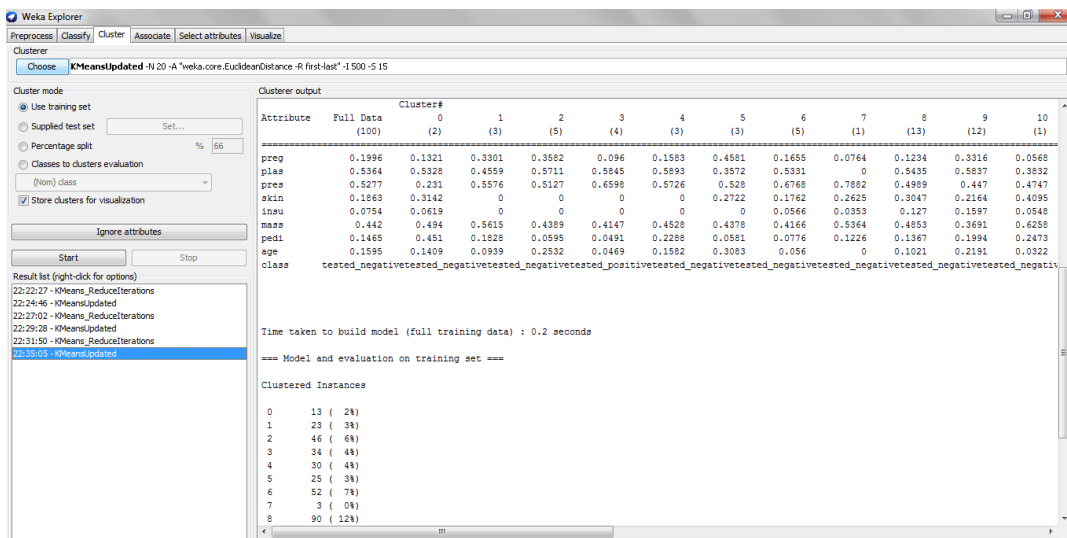 Weka Explorer
Preprocess Classify Cluster Associate Select attributes Visualize
Clusterer
Choose KMeansUpdated -N 20 -A "weka.core.EuclideanDistance -R first-last" -I 500 -S 15
Cluster mode
Use training set
Supplied test set Set...
Percentage split % 66
Classes to clusters evaluation
(Nom) class
Store clusters for visualization
Ignore attributes
Start Stop
Result list (right-click for options)
22:22:27 - KMeans_ReduceIterations
22:24:46 - KMeansUpdated
22:27:02 - KMeans_ReduceIterations
22:29:28 - KMeansUpdated
22:31:50 - KMeans_ReduceIterations
22:35:05 - KMeansUpdated
Clusterer output
Cluster#
Attribute Full Data 0 1 2 3 4 5 6 7 8 9 10
(100) (2) (3) (5) (4) (3) (3) (5) (1) (13) (12) (1)
preg 0.1996 0.1321 0.3301 0.3582 0.096 0.1583 0.4581 0.1655 0.0764 0.1234 0.3316 0.0568
plas 0.5364 0.5328 0.4559 0.5711 0.5845 0.5893 0.3572 0.5331 0 0.5435 0.5837 0.3832
pres 0.5277 0.231 0.5576 0.5127 0.6598 0.5726 0.528 0.6768 0.7882 0.4989 0.447 0.4747
skin 0.1863 0.3142 0 0 0 0 0.2722 0.1762 0.2625 0.3047 0.2164 0.4095
insu 0.0754 0.0619 0 0 0 0 0 0.0566 0.0353 0.127 0.1597 0.0548
mass 0.442 0.494 0.5615 0.4389 0.4147 0.4528 0.4378 0.4166 0.5364 0.4853 0.3691 0.6258
pedi 0.1465 0.451 0.1828 0.0595 0.0491 0.2288 0.0581 0.0776 0.1226 0.1367 0.1994 0.2473
age 0.1595 0.1409 0.0939 0.2532 0.0469 0.1582 0.3083 0.056 0 0.1021 0.2191 0.0322
class tested_negativetested_negativetested_negativetested_positivetested_negativetested_negativetested_negativetested_negativetested_negativetested_negativetested_negativ
Time taken to build model (full training data) : 0.2 seconds
=== Model and evaluation on training set ===
Clustered Instances
0 13 ( 2%)
1 23 ( 3%)
2 46 ( 6%)
3 34 ( 4%)
4 30 ( 4%)
5 25 ( 3%)
6 52 ( 7%)
7 3 ( 0%)
8 90 ( 12%)